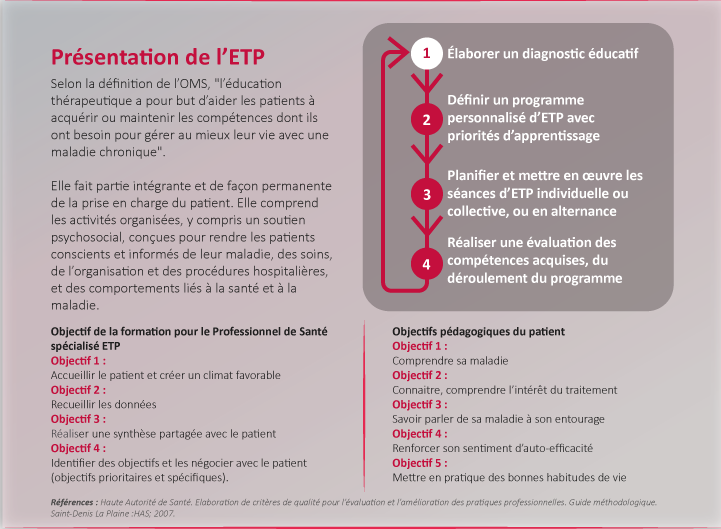 Présentation de l'ETP
Selon la définition de l'OMS, "l'éducation
thérapeutique a pour but d'aider les patients à
acquérir ou maintenir les compétences dont ils
ont besoin pour gérer au mieux leur vie avec une
maladie chronique".
Elle fait partie intégrante et de façon permanente
de la prise en charge du patient. Elle comprend
les activités organisées, y compris un soutien
psychosocial, conçues pour rendre les patients
conscients et informés de leur maladie, des soins,
de l'organisation et des procédures hospitalières,
et des comportements liés à la santé et à la
maladie.
1 Élaborer un diagnostic éducatif
2 Définir un programme
personnalisé d'ETP avec
priorités d'apprentissage
3 Planifier et mettre en œuvre les
séances d'ETP individuelle ou
collective, ou en alternance
4 Réaliser une évaluation des
compétences acquises, du
déroulement du programme
Objectif de la formation pour le Professionnel de Santé
spécialisé ETP
Objectif 1 :
Accueillir le patient et créer un climat favorable
Objectif 2 :
Recueillir les données
Objectif 3 :
Réaliser une synthèse partagée avec le patient
Objectif 4 :
Identifier des objectifs et les négocier avec le patient
(objectifs prioritaires et spécifiques).
Objectifs pédagogiques du patient
Objectif 1 :
Comprendre sa maladie
Objectif 2 :
Connaitre, comprendre l'intérêt du traitement
Objectif 3 :
Savoir parler de sa maladie à son entourage
Objectif 4 :
Renforcer son sentiment d'auto-efficacité
Objectif 5 :
Mettre en pratique des bonnes habitudes de vie
Références : Haute Autorité de Santé. Elaboration de critères de qualité pour l'évaluation et l'amélioration des pratiques professionnelles. Guide méthodologique.
Saint-Denis La Plaine :HAS; 2007.